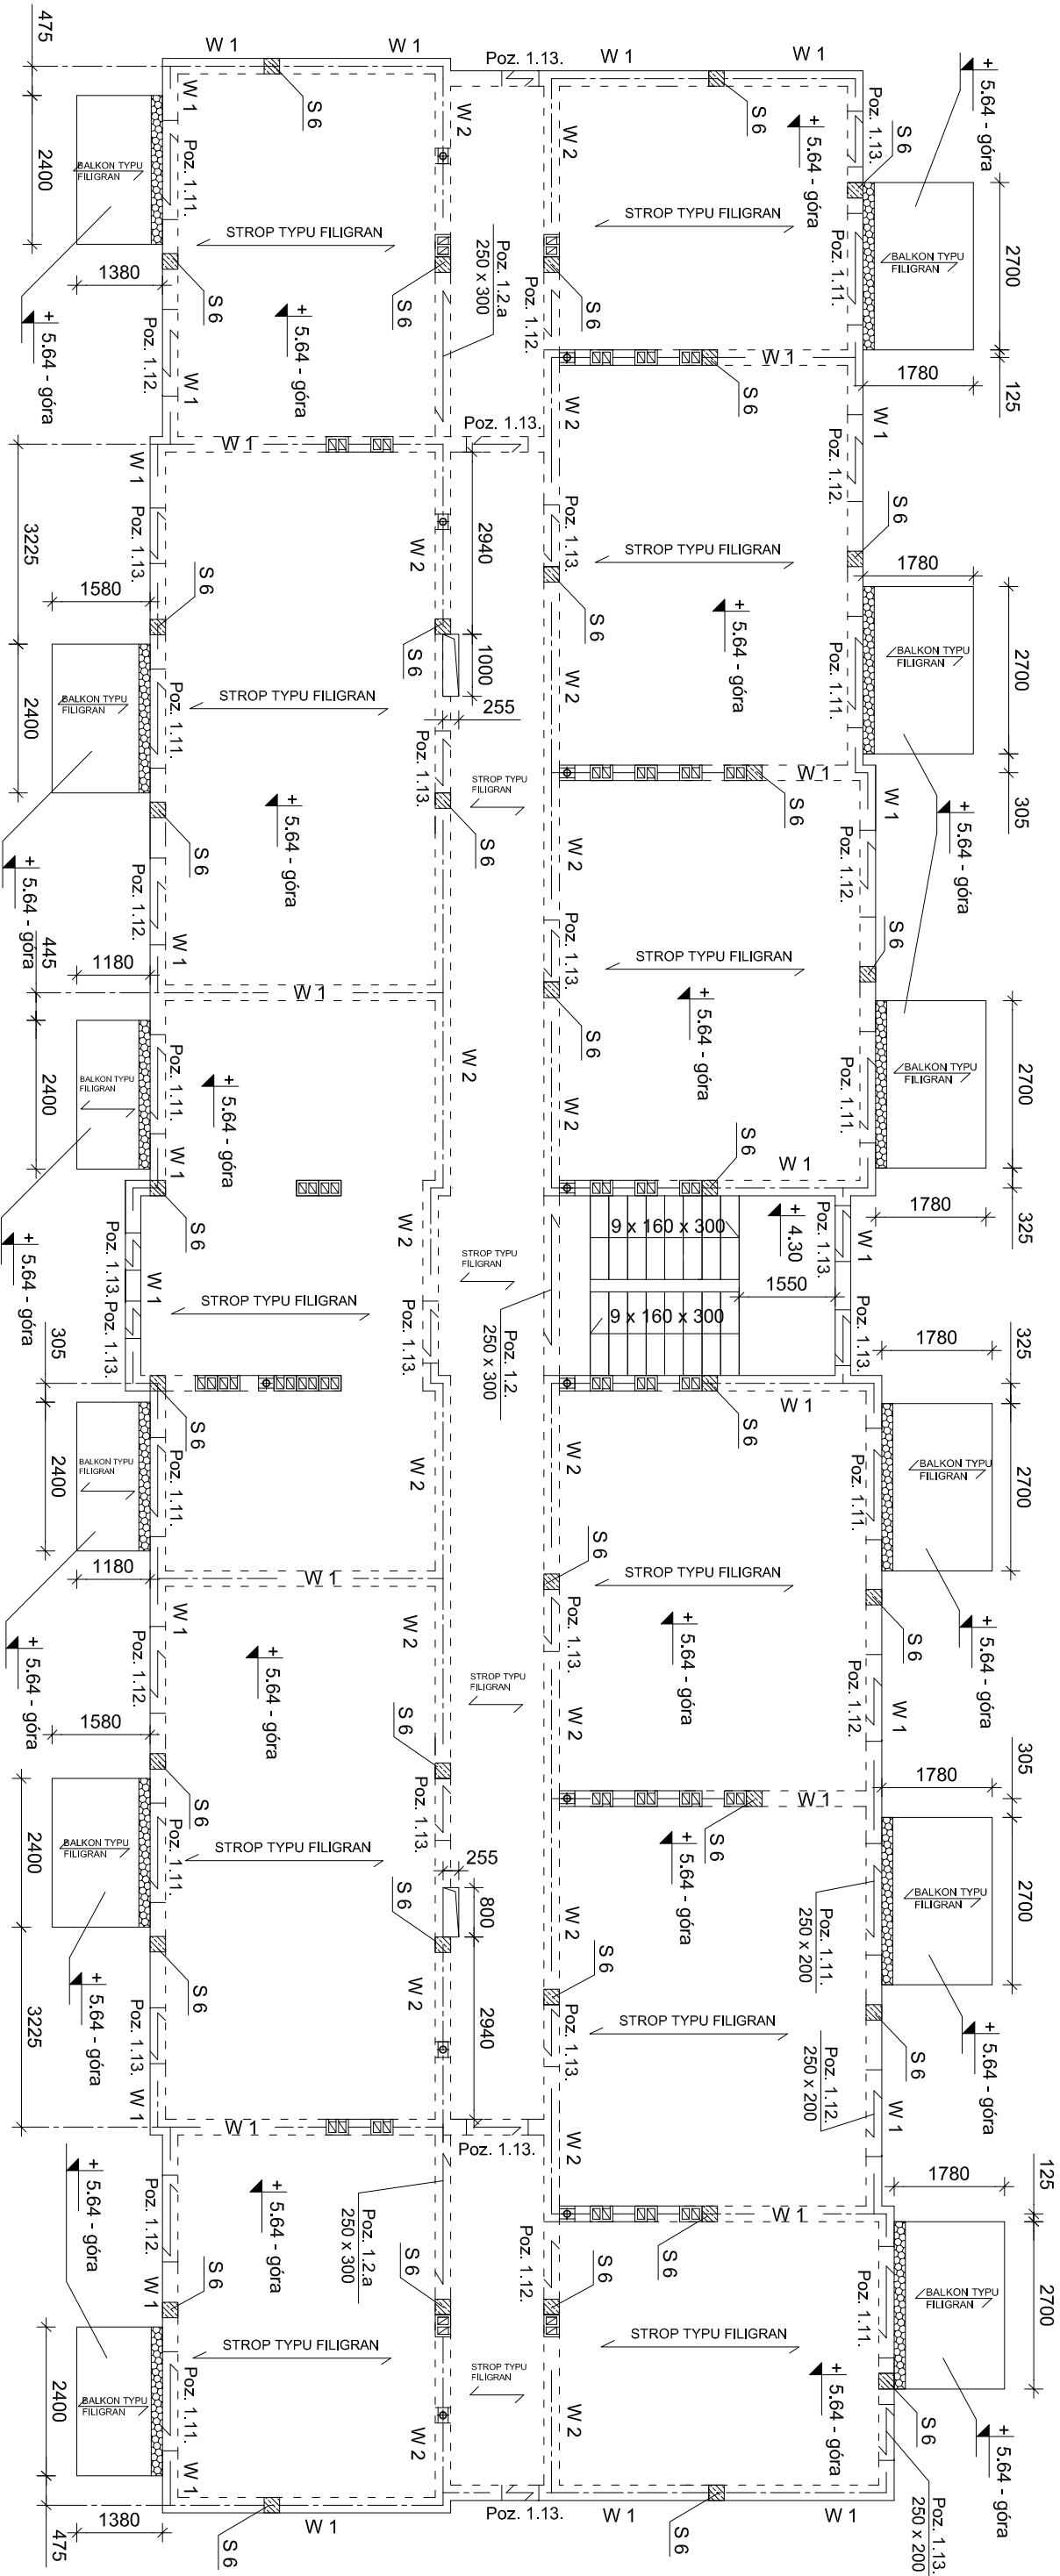 475
W 1
W 1
Poz. 1.13.
W 1
W 1
+ 5.64 - góra
S 6
W 1
Poz. 1.11.
W 2
S 6
W 2
Poz. 1.13.
S 6
+ 5.64 - góra
2400
BALKON TYPU
FILIGRAN
STROP TYPU FILIGRAN
STROP TYPU FILIGRAN
BALKON TYPU
FILIGRAN
2700
1380
S 6
S 6
Poz. 1.2.a
250 x 300
S 6
Poz. 1.11.
+ 5.64 - góra
Poz. 1.12.
W 1
+ 5.64 - góra
Poz. 1.12.
W 1
S 6
1780
125
W 1
Poz. 1.13.
W 2
W 1
W 1
Poz. 1.12.
S 6
3225
Poz. 1.13.
S 6
2940
W 2
Poz. 1.13.
STROP TYPU FILIGRAN
1780
1580
S 6
1000
S 6
+ 5.64 - góra
2400
BALKON TYPU
FILIGRAN
Poz. 1.11.
STROP TYPU FILIGRAN
255
W 2
Poz. 1.11.
BALKON TYPU
FILIGRAN
2700
Poz. 1.13.
STROP TYPU
FILIGRAN
W 1
S 6
W 1
305
+ 5.64 - góra
+ 5.64 - góra
S 6
S 6
W 2
Poz. 1.12.
+ 5.64 - góra
445
1180
Poz. 1.12.
W 1
W 1
Poz. 1.13.
STROP TYPU FILIGRAN
S 6
S 6
2400
BALKON TYPU
FILIGRAN
Poz. 1.11.
+ 5.64 - góra
W 2
+ 5.64 - góra
Poz. 1.11.
BALKON TYPU
FILIGRAN
2700
W 1
W 2
S 6
W 1
+ 5.64 - góra
S 6
W 2
STROP TYPU
FILIGRAN
9 x 160 x 300
+ 4.30
Poz. 1.13.
W 1
1780
325
Poz. 1.13.
W 1
STROP TYPU FILIGRAN
1550
Poz. 1.13.
Poz. 1.13.
Poz. 1.2.
250 x 300
9 x 160 x 300
Poz. 1.13.
1780
325
305
S 6
S 6
W 1
2400
BALKON TYPU
FILIGRAN
Poz. 1.11.
W 2
W 2
Poz. 1.11.
BALKON TYPU
FILIGRAN
2700
1180
W 1
S 6
STROP TYPU FILIGRAN
+ 5.64 - góra
Poz. 1.12.
W 1
+ 5.64 - góra
W 2
Poz. 1.13.
+ 5.64 - góra
S 6
+ 5.64 - góra
1580
STROP TYPU
FILIGRAN
W 2
Poz. 1.12.
W 1
S 6
S 6
305
1780
2400
BALKON TYPU
FILIGRAN
Poz. 1.11.
STROP TYPU FILIGRAN
Poz. 1.13.
255
W 1
S 6
+ 5.64 - góra
BALKON TYPU
FILIGRAN
2700
S 6
800
W 2
Poz. 1.11.
250 x 200
+ 5.64 - góra
S 6
W 2
S 6
3225
Poz. 1.13.
W 1
2940
Poz. 1.13.
STROP TYPU FILIGRAN
Poz. 1.12.
250 x 200
S 6
W 1
+ 5.64 - góra
W 1
Poz. 1.13.
W 2
125
1780
+ 5.64 - góra
Poz. 1.12.
W 1
+ 5.64 - góra
Poz. 1.2.a
250 x 300
S 6
Poz. 1.12.
S 6
W 1
S 6
S 6
STROP TYPU FILIGRAN
STROP TYPU FILIGRAN
Poz. 1.11.
BALKON TYPU
FILIGRAN
2700
2400
BALKON TYPU
FILIGRAN
Poz. 1.11.
W 1
STROP TYPU
FILIGRAN
W 2
W 2
+ 5.64 - góra
S 6
+ 5.64 - góra
475
1380
S 6
W 1
Poz. 1.13.
W 1
S 6
W 1
Poz. 1.13.
250 x 200